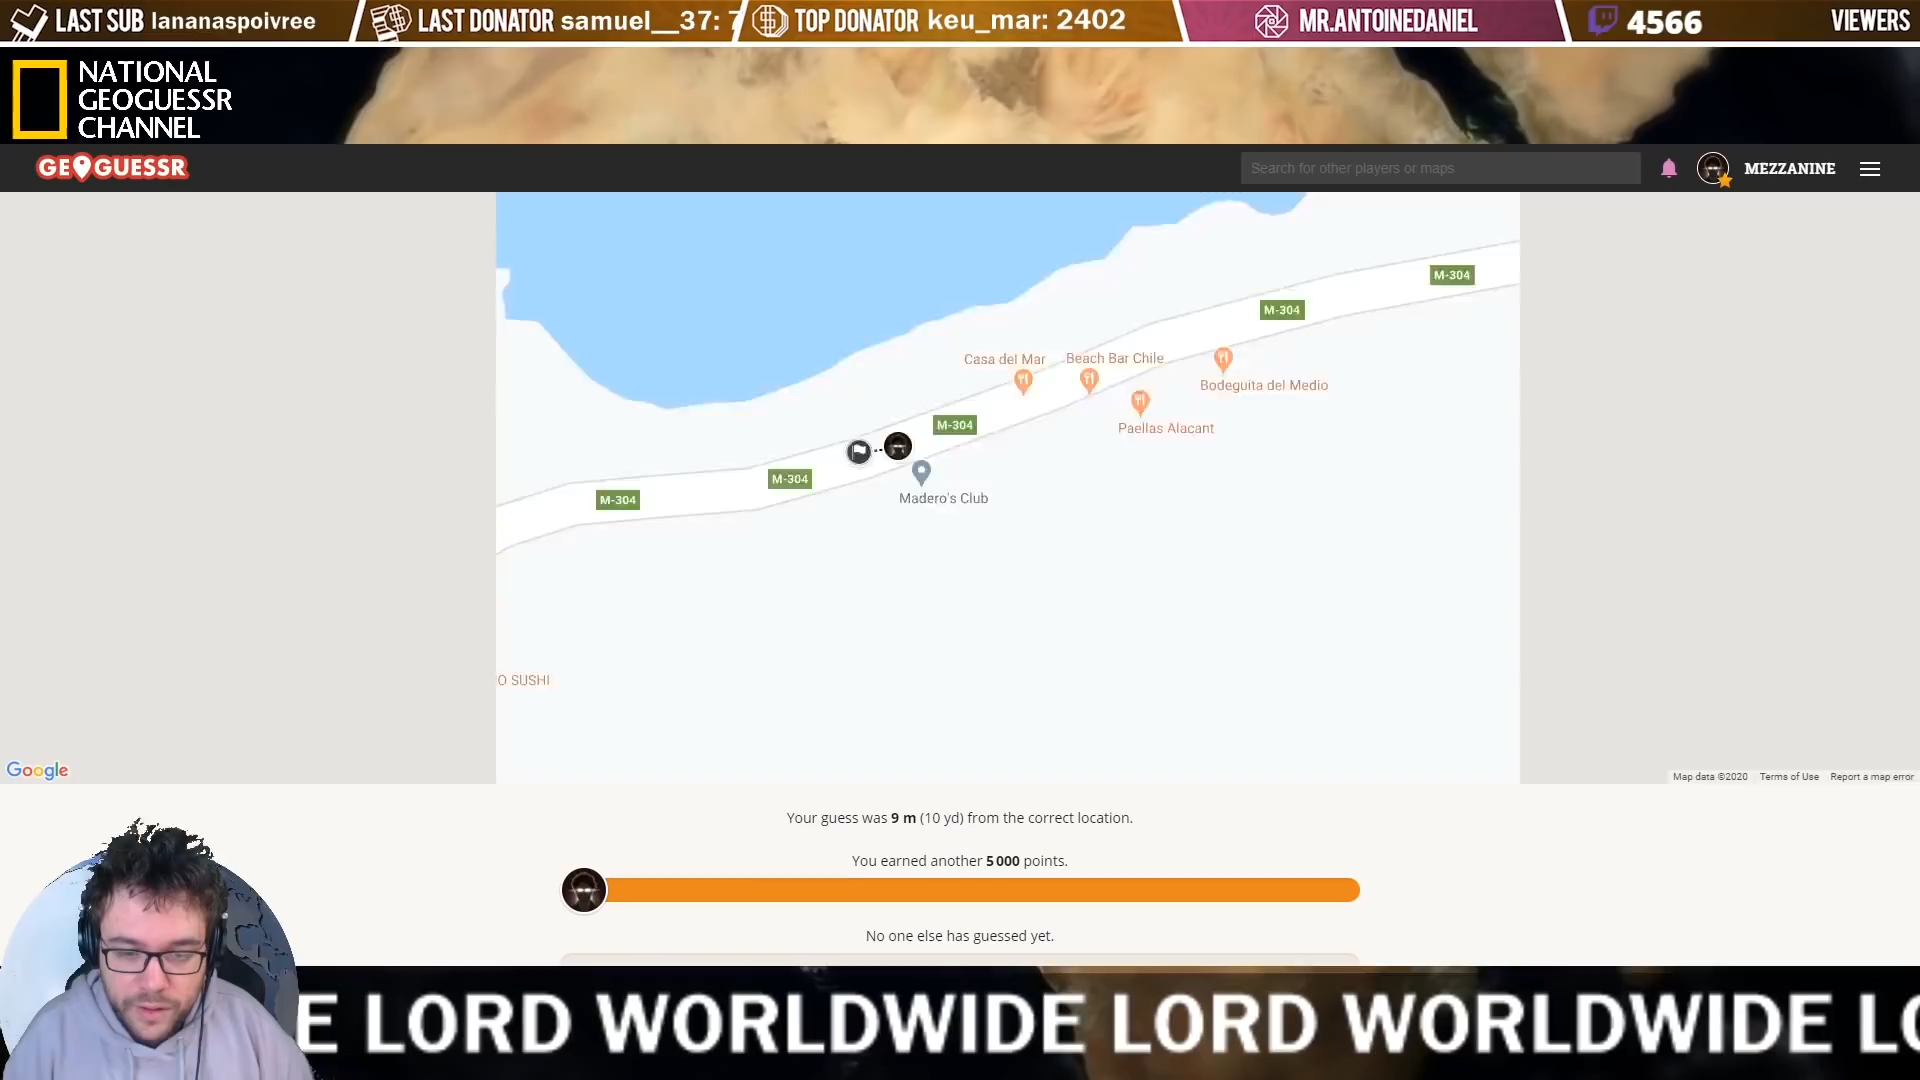 LAST SUB lananaspoivree
LAST DONATOR samuel__37: 7
TOP DONATOR keu_mar: 2402
MR.ANTOINEDANIEL
4566 VIEWERS
NATIONAL
GEOGUESSR
CHANNEL
GEOGUESSR
Search for other players or maps
MEZZANINE
M-304
M-304
Casa del Mar
Beach Bar Chile
Bodeguita del Medio
M-304
Paellas Alacant
M-304
M-304
Madero's Club
O SUSHI
Google
Map data ©2020 Terms of Use Report a map error
Your guess was 9 m (10 yd) from the correct location.
You earned another 5 000 points.
No one else has guessed yet.
E LORD WORLDWIDE LORD WORLDWIDE LO